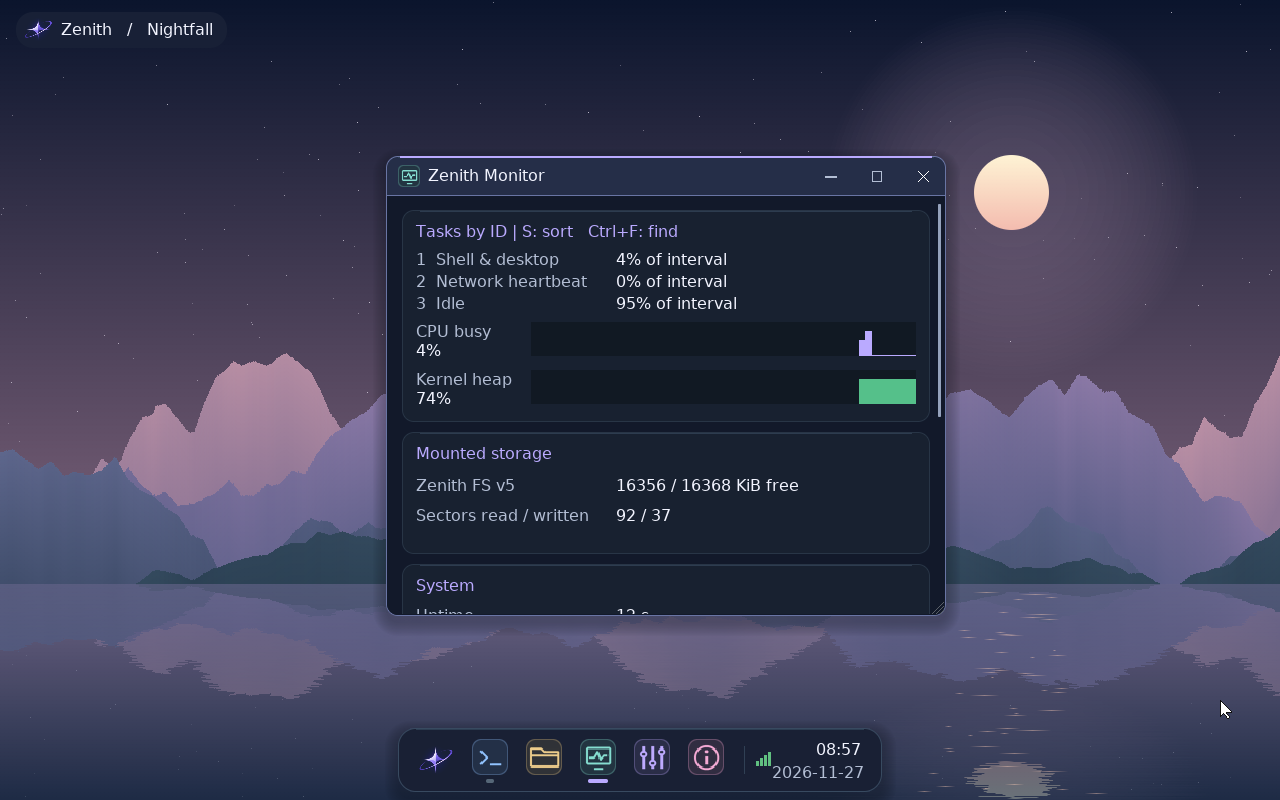 Zenith / Nightfall
Zenith Monitor
Tasks by ID | S: sort Ctrl+F: find
1 Shell & desktop 4% of interval
2 Network heartbeat 0% of interval
3 Idle 95% of interval
CPU busy
4%
Kernel heap
74%
Mounted storage
Zenith FS v5 16356 / 16368 KiB free
Sectors read / written 92 / 37
System
Uptime 12 s
08:57
2026-11-27